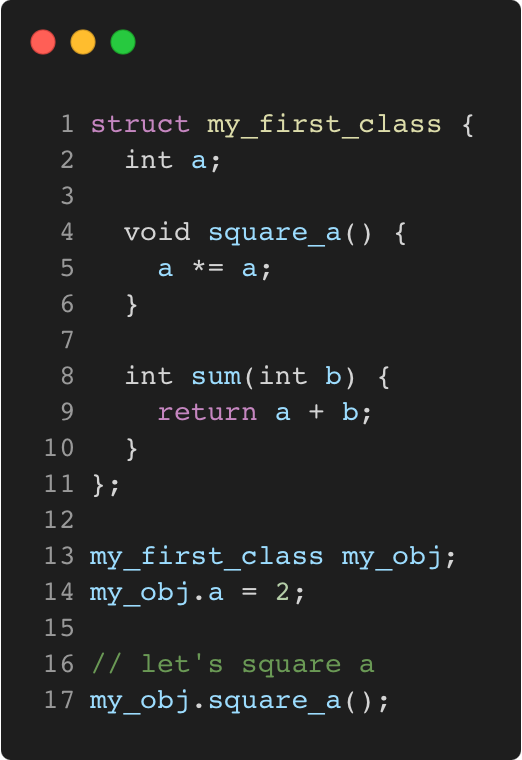 1 struct my_first_class {
2   int a;
3
4   void square_a() {
5     a *= a;
6   }
7
8   int sum(int b) {
9     return a + b;
10   }
11 };
12
13 my_first_class my_obj;
14 my_obj.a = 2;
15
16 // let's square a
17 my_obj.square_a();